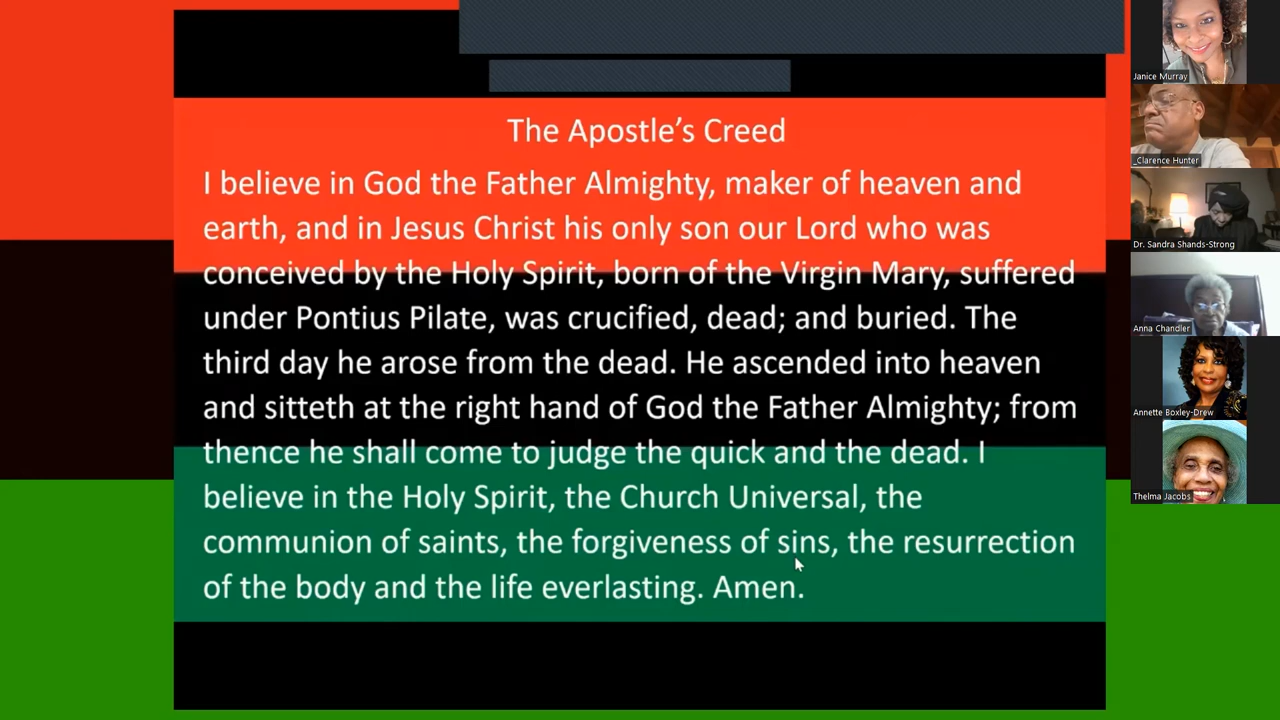 The Apostle’s Creed
I believe in God the Father Almighty, maker of heaven and
earth, and in Jesus Christ his only son our Lord who was
conceived by the Holy Spirit, born of the Virgin Mary, suffered
under Pontius Pilate, was crucified, dead; and buried. The
third day he arose from the dead. He ascended into heaven
and sitteth at the right hand of God the Father Almighty; from
thence he shall come to judge the quick and the dead. I
believe in the Holy Spirit, the Church Universal, the
communion of saints, the forgiveness of sins, the resurrection
of the body and the life everlasting. Amen.
Janice Murray
_Clarence Hunter
Dr. Sandra Shands-Strong
Anna Chandler
Annette Boxley-Drew
Thelma Jacobs